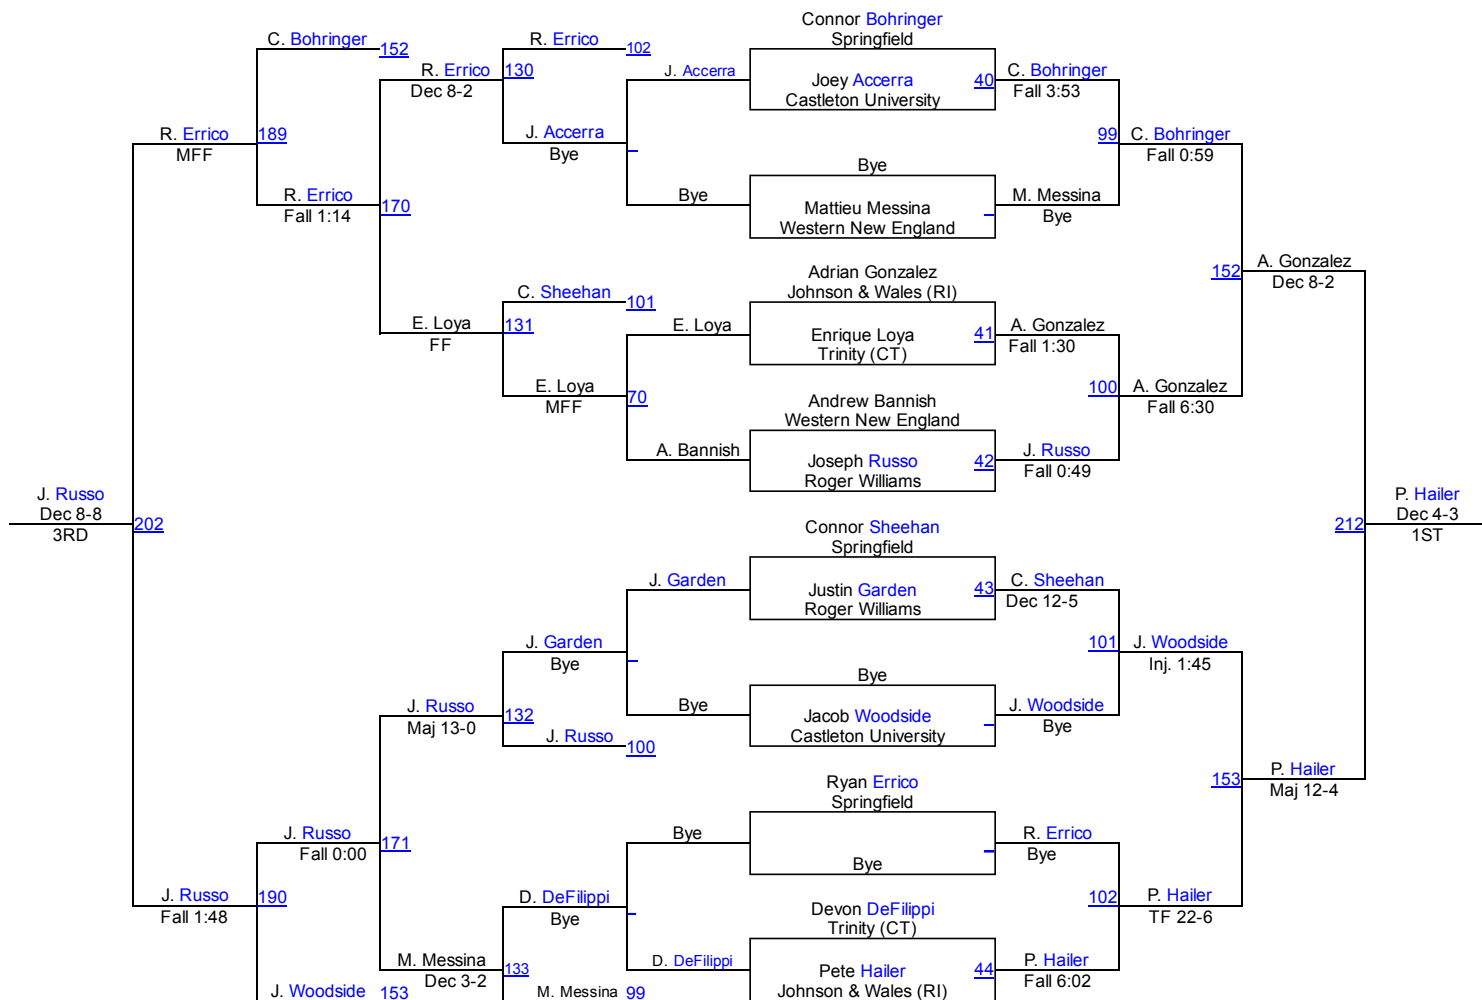 Connor Bohringer
Springfield
C. Bohringer 152
R. Errico 102
R. Errico 130
Dec 8-2
J. Accerra
Joey Accerra 40
Castleton University
C. Bohringer
Fall 3:53
R. Errico 189
MFF
J. Accerra
Bye
99 C. Bohringer
Fall 0:59
Bye
R. Errico 170
Fall 1:14
Bye
Mattieu Messina
Western New England
M. Messina
Bye
Adrian Gonzalez
Johnson & Wales (RI)
152 A. Gonzalez
Dec 8-2
C. Sheehan 101
E. Loya 131
FF
E. Loya
Enrique Loya 41
Trinity (CT)
A. Gonzalez
Fall 1:30
E. Loya 70
MFF
100 A. Gonzalez
Fall 6:30
Andrew Bannish
Western New England
A. Bannish
Joseph Russo 42
Roger Williams
J. Russo
Fall 0:49
J. Russo
Dec 8-8 202
3RD
212 P. Hailer
Dec 4-3
1ST
Connor Sheehan
Springfield
J. Garden
Justin Garden 43
Roger Williams
C. Sheehan
Dec 12-5
J. Garden
Bye
101 J. Woodside
Inj. 1:45
Bye
J. Russo 132
Maj 13-0
J. Russo 100
Bye
Jacob Woodside
Castleton University
J. Woodside
Bye
153 P. Hailer
Maj 12-4
Ryan Errico
Springfield
J. Russo 171
Fall 0:00
Bye
Bye
R. Errico
Bye
J. Russo 190
Fall 1:48
D. DeFilippi
Bye
102 P. Hailer
TF 22-6
Devon DeFilippi
Trinity (CT)
M. Messina 133
Dec 3-2
D. DeFilippi
Pete Hailer 44
Johnson & Wales (RI)
P. Hailer
Fall 6:02
J. Woodside 153
M. Messina 99